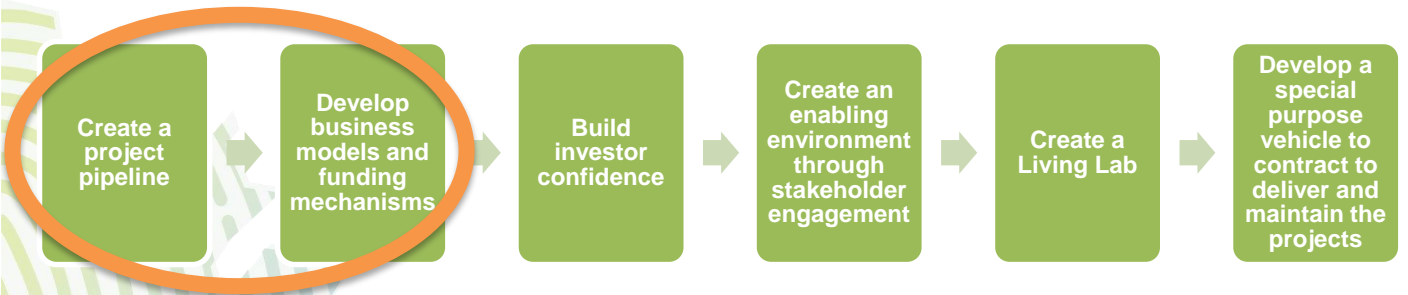 Create a
project
pipeline
Develop
business
models and
funding
mechanisms
Build
investor
confidence
Create an
enabling
environment
through
stakeholder
engagement
Create a
Living Lab
Develop a
special
purpose
vehicle to
contract to
deliver and
maintain the
projects